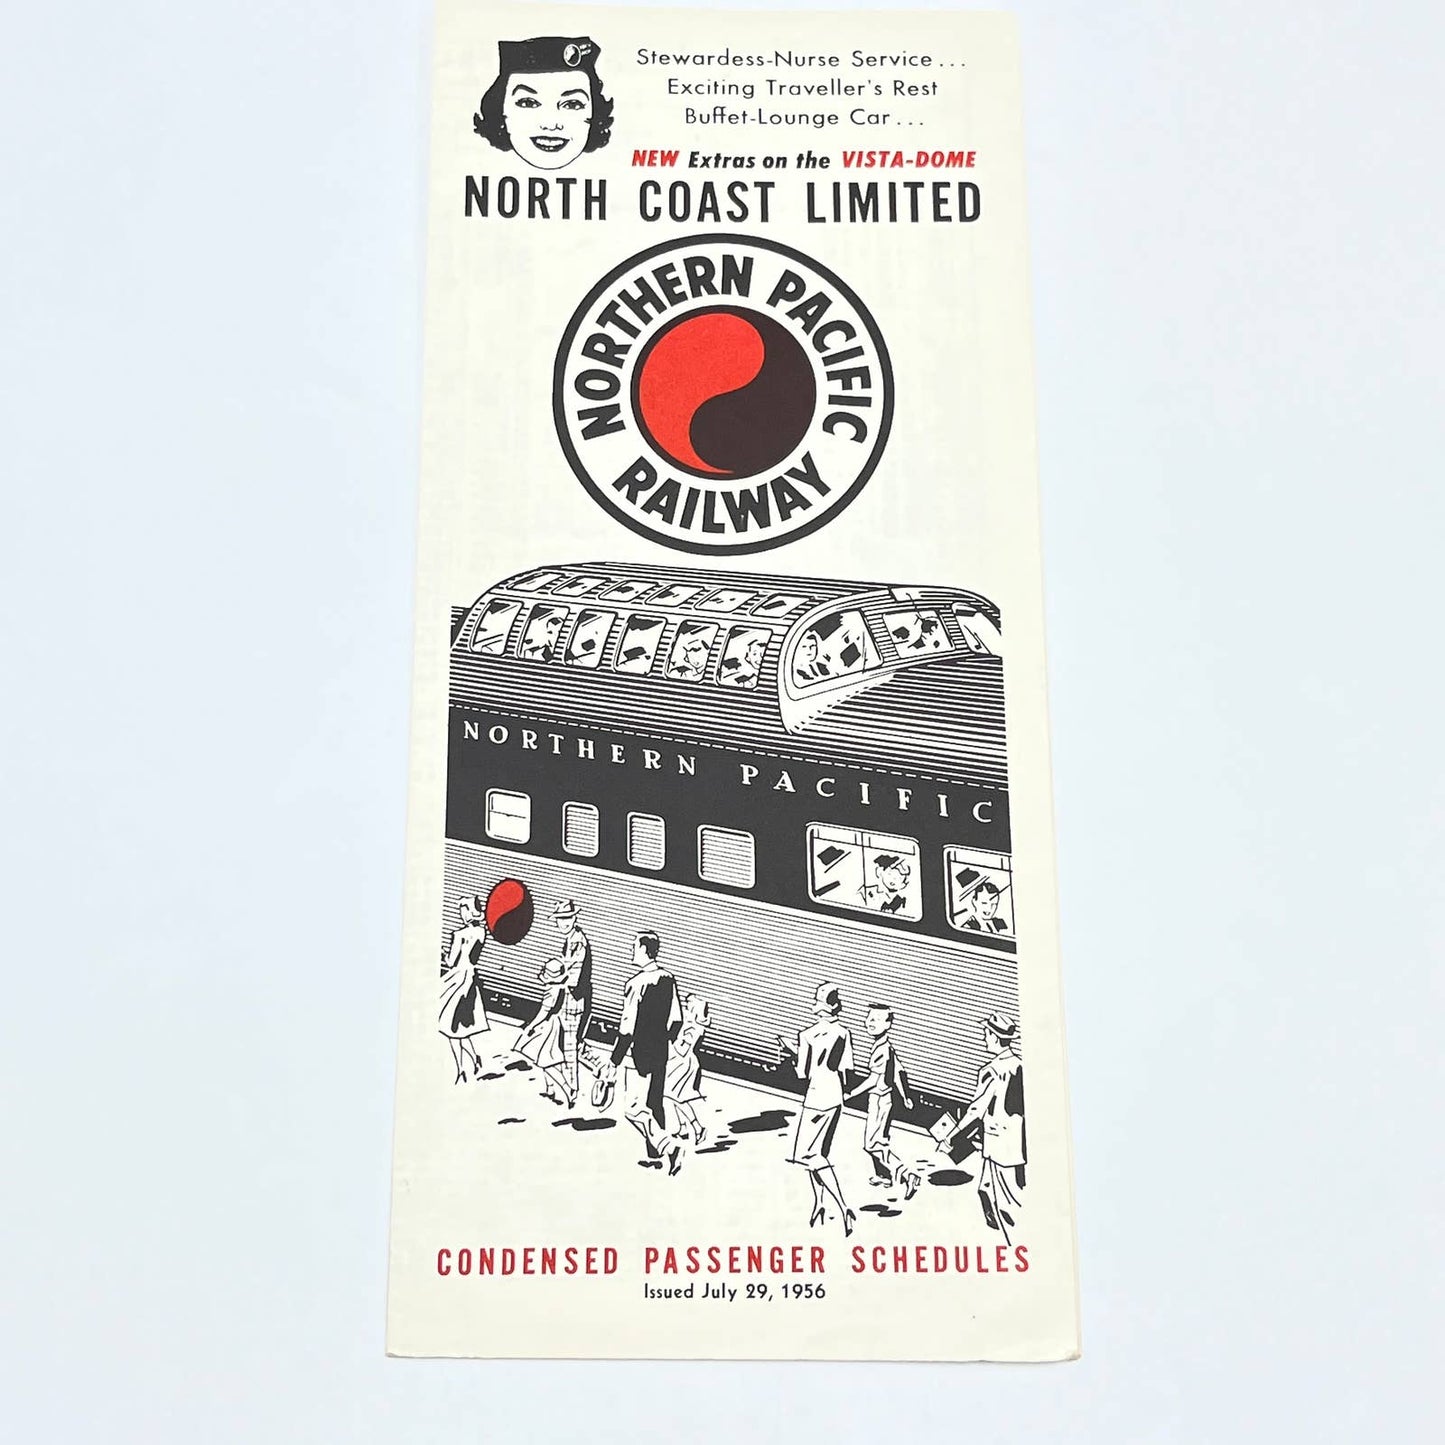 Stewardess-Nurse Service...
Exciting Traveller's Rest
Buffet-Lounge Car...
NEW Extras on the VISTA-DOME
NORTH COAST LIMITED
NORTHERN PACIFIC
RAILWAY
NORTHERN PACIFIC
CONDENSED PASSENGER SCHEDULES
Issued July 29, 1956